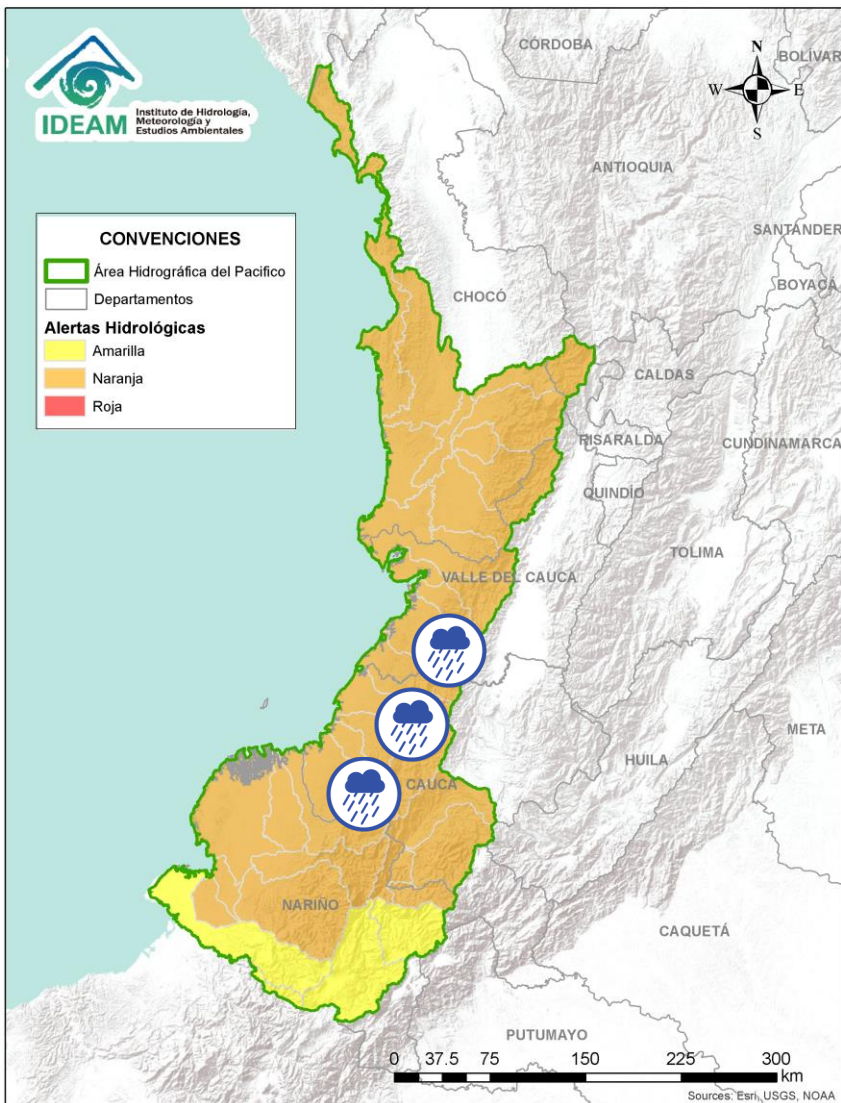 IDEAM
Instituto de Hidrología,
Meteorología y
Estudios Ambientales
N
W
E
S
CONVENCIONES
Área Hidrográfica del Pacifico
Departamentos
Alertas Hidrológicas
Amarilla
Naranja
Roja
CÓRDOBA
BOLÍVAR
ANTIOQUIA
SANTANDER
BOYACÁ
CHOCÓ
CALDAS
RISARALDA
CUNDINAMARCA
QUINDÍO
TOLIMA
VALLE DEL CAUCA
META
HUILA
CAUCA
NARIÑO
CAQUETÁ
PUTUMAYO
0 37.5 75 150 225 300
km
Sources: Esri, USGS, NOAA